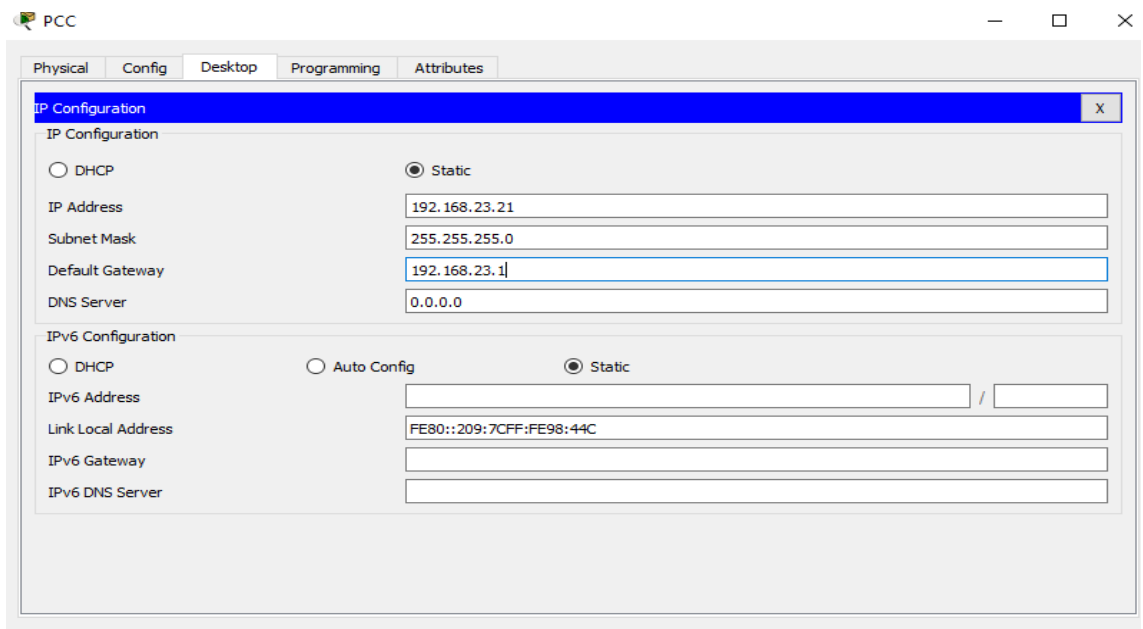 PCC
Physical Config Desktop Programming Attributes
IP Configuration X
IP Configuration
DHCP Static
IP Address 192.168.23.21
Subnet Mask 255.255.255.0
Default Gateway 192.168.23.1
DNS Server 0.0.0.0
IPv6 Configuration
DHCP Auto Config Static
IPv6 Address /
Link Local Address FE80::209:7CFF:FE98:44C
IPv6 Gateway
IPv6 DNS Server